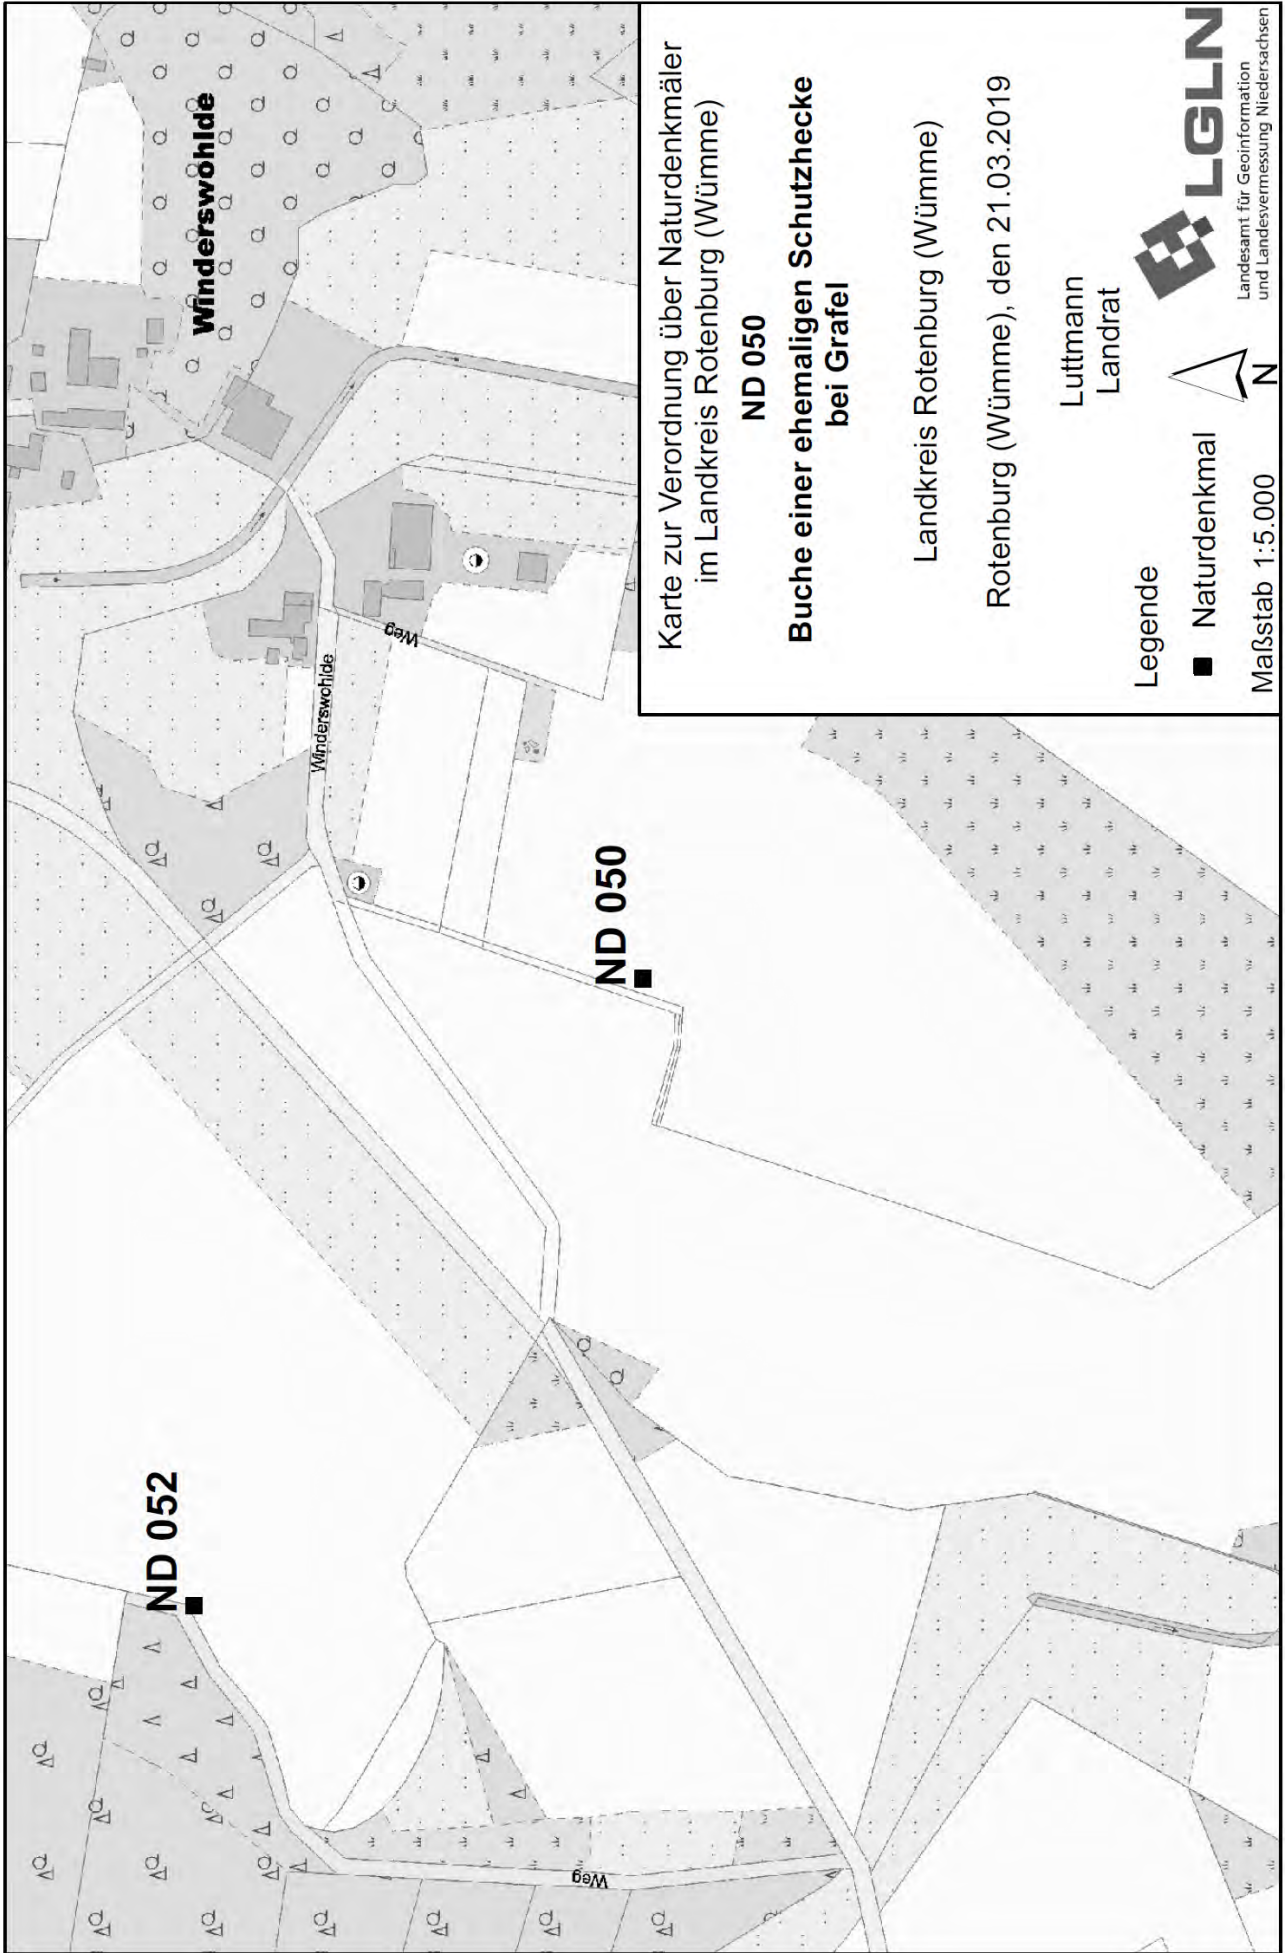 Winderswohlde
Winderswohlde
Weg
ND 050
ND 052
Weg
Karte zur Verordnung über Naturdenkmäler
im Landkreis Rotenburg (Wümme)
ND 050
Buche einer ehemaligen Schutzhecke
bei Grafel
Landkreis Rotenburg (Wümme)
Rotenburg (Wümme), den 21.03.2019
Luttmann
Landrat
Legende
Naturdenkmal
Maßstab 1:5.000
N
LGLN
Landesamt für Geoinformation
und Landesvermessung Niedersachsen